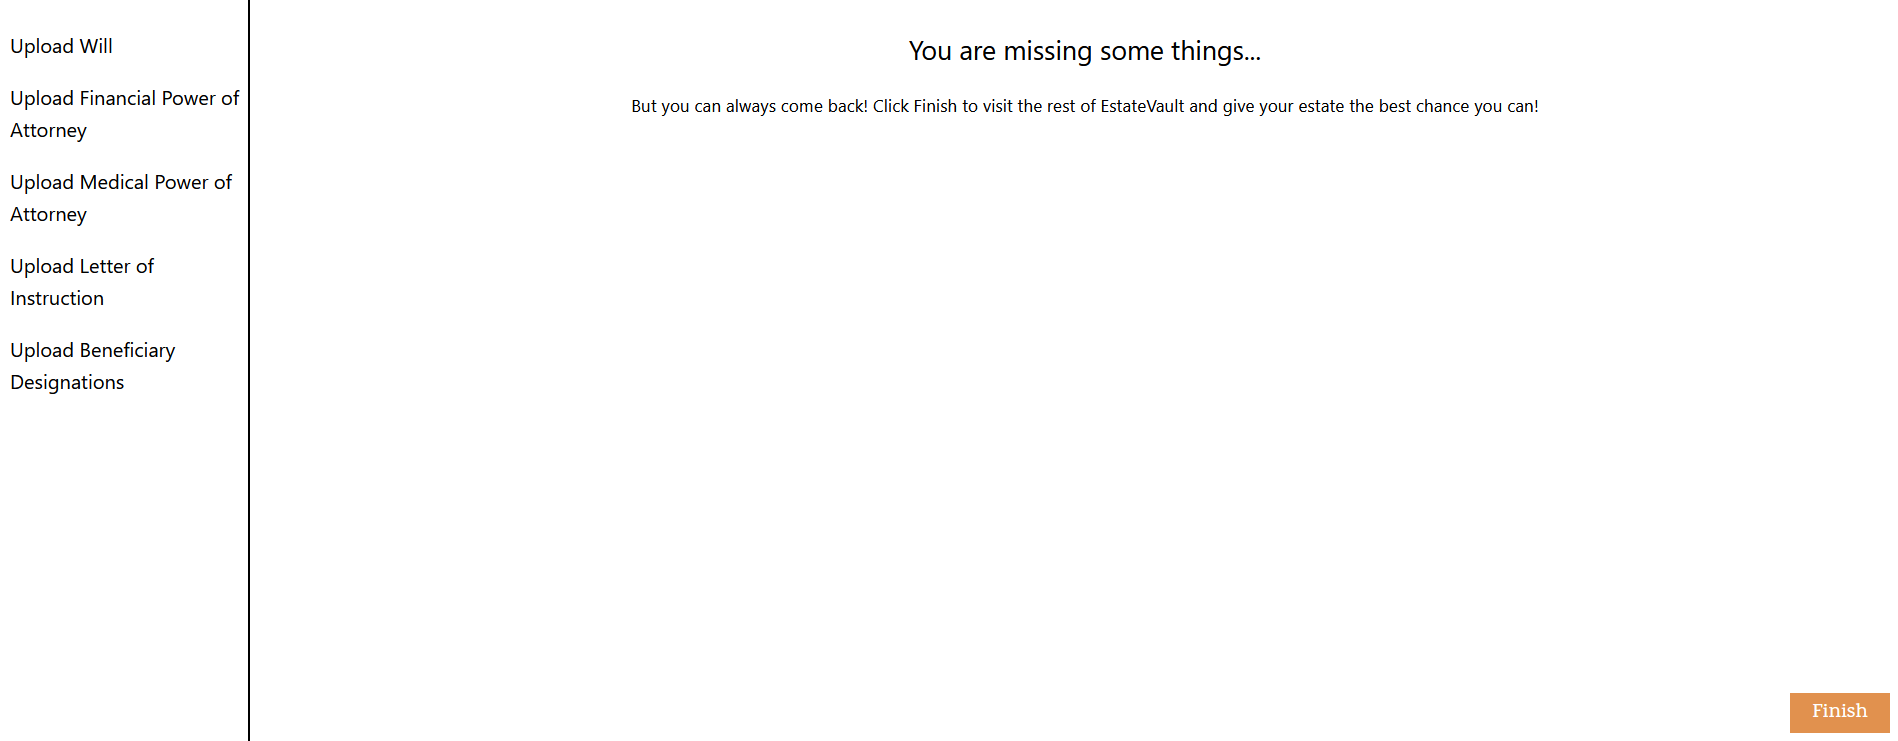 Upload Will
Upload Financial Power of
Attorney
Upload Medical Power of
Attorney
Upload Letter of
Instruction
Upload Beneficiary
Designations
You are missing some things...
But you can always come back! Click Finish to visit the rest of EstateVault and give your estate the best chance you can!
Finish